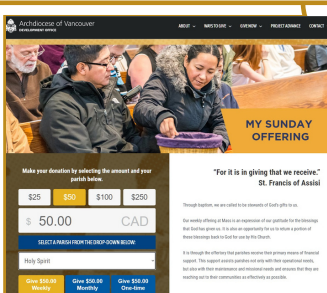 Archdiocese of Vancouver
DEVELOPMENT OFFICE
ABOUT
WAYS TO GIVE
GIVE NOW
PROJECT ADVANCE
CONTACT
MY SUNDAY
OFFERING
Make your donation by selecting the amount and your
parish below.
$25
$50
$100
$250
$ 50.00 CAD
SELECT A PARISH FROM THE DROP-DOWN BELOW:
Holy Spirit
Give $50.00
Weekly
Give $50.00
Monthly
Give $50.00
One-time
"For it is in giving that we receive."
St. Francis of Assisi
Through baptism, we are called to be stewards of God's gifts to us.
Our weekly offering at Mass is an expression of our gratitude for the blessings
that God has given us. It is also an opportunity for us to return a portion of
those blessings back to God for use by His Church.
It is through the offertory that parishes receive their primary means of financial
support. This support assists parishes not only with their operational needs,
but also with their maintenance and missional needs and ensures that they are
reaching out to their communities as effectively as possible.